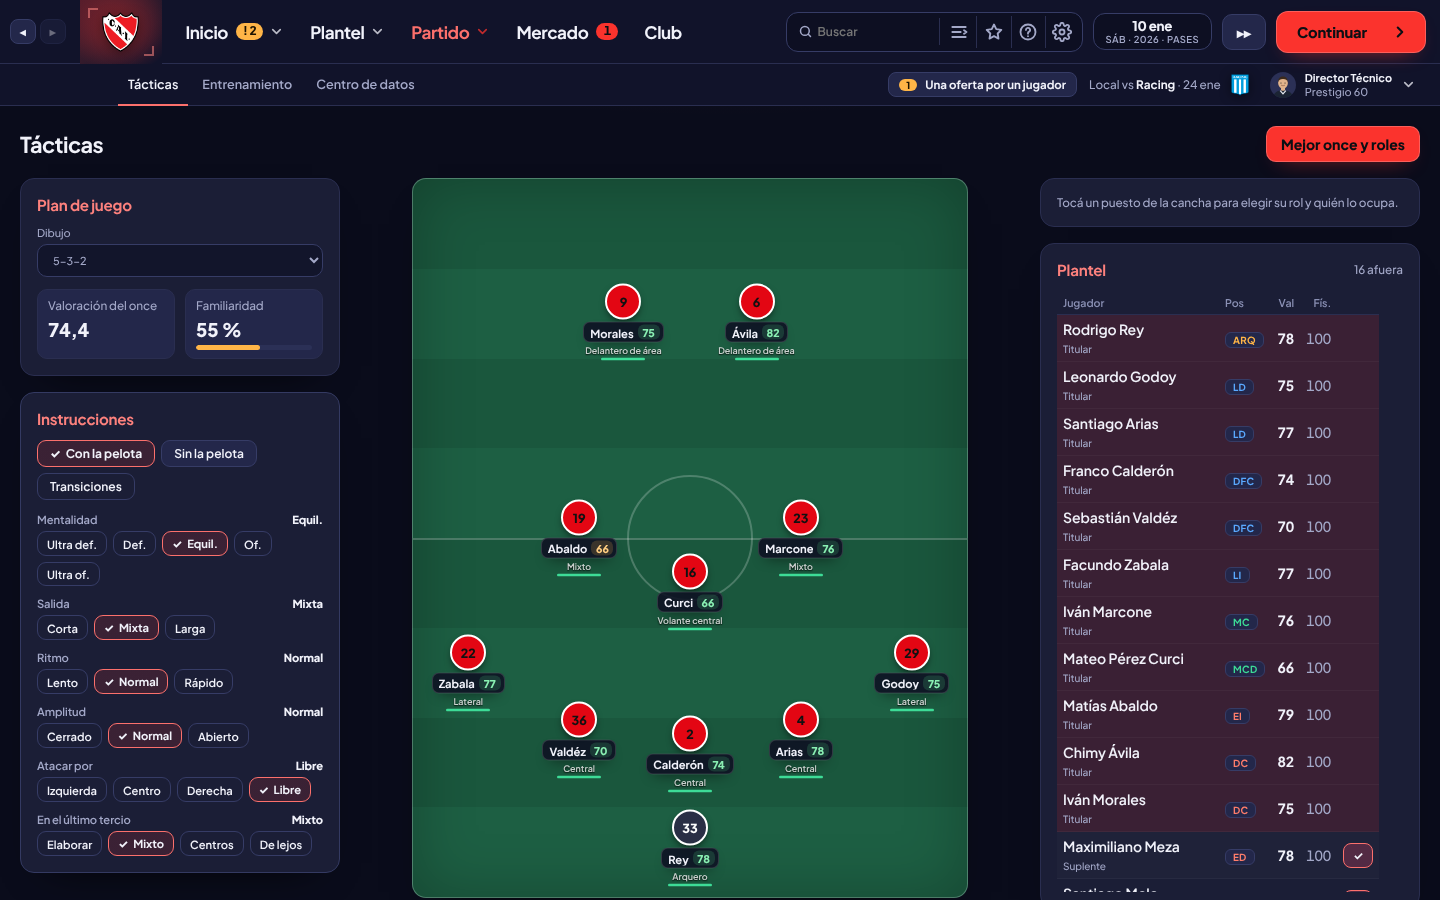 Inicio !2
Plantel
Partido
Mercado 1
Club
Buscar
10 ene
SÁB · 2026 · PASES
Continuar
Tácticas
Entrenamiento
Centro de datos
1 Una oferta por un jugador
Local vs Racing · 24 ene
Director Técnico
Prestigio 60
Tácticas
Mejor once y roles
Plan de juego
Dibujo
5-3-2
Valoración del once
74,4
Familiaridad
55 %
Instrucciones
Con la pelota
Sin la pelota
Transiciones
Mentalidad Equil.
Ultra def. Def. Equil. Of.
Ultra of.
Salida Mixta
Corta Mixta Larga
Ritmo Normal
Lento Normal Rápido
Amplitud Normal
Cerrado Normal Abierto
Atacar por Libre
Izquierda Centro Derecha Libre
En el último tercio Mixto
Elaborar Mixto Centros De lejos
9
Morales 75
Delantero de área
6
Ávila 82
Delantero de área
19
Abaldo 66
Mixto
23
Marcone 76
Mixto
16
Curci 66
Volante central
22
Zabala 77
Lateral
29
Godoy 75
Lateral
36
Valdéz 70
Central
2
Calderón 74
Central
4
Arias 78
Central
33
Rey 78
Arquero
Tocá un puesto de la cancha para elegir su rol y quién lo ocupa.
Plantel 16 afuera
Jugador Pos Val Fís.
Rodrigo Rey ARQ 78 100
Titular
Leonardo Godoy LD 75 100
Titular
Santiago Arias LD 77 100
Titular
Franco Calderón DFC 74 100
Titular
Sebastián Valdéz DFC 70 100
Titular
Facundo Zabala LI 77 100
Titular
Iván Marcone MC 76 100
Titular
Mateo Pérez Curci MCD 66 100
Titular
Matías Abaldo EI 79 100
Titular
Chimy Ávila DC 82 100
Titular
Iván Morales DC 75 100
Titular
Maximiliano Meza ED 78 100
Suplente